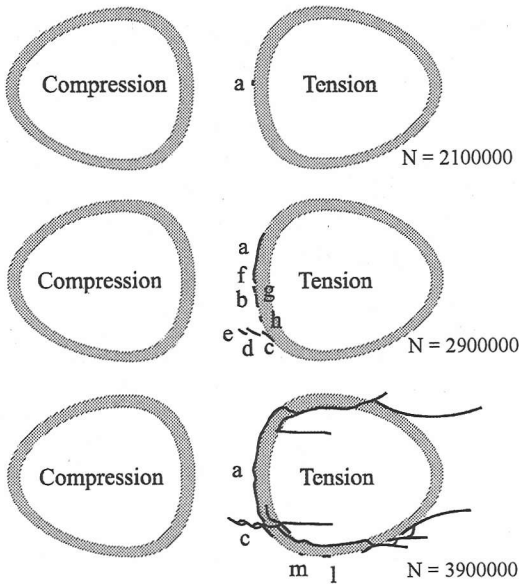 Compression a Tension
N = 2100000
a
f
Compression g Tension
b
h
e
d c
N = 2900000
Compression a Tension
c
m l
N = 3900000